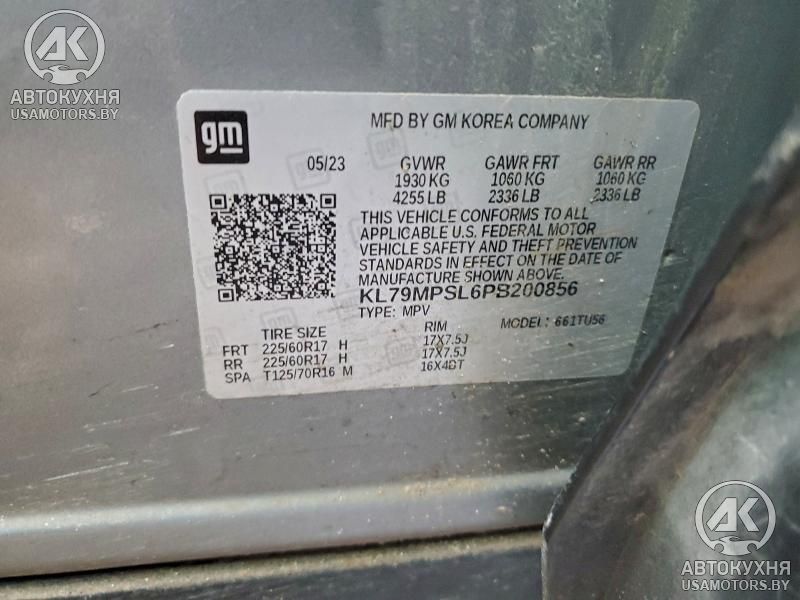 AK
АВТОКУХНЯ
USAMOTORS.BY
gm
MFD BY GM KOREA COMPANY
05/23 GVWR GAWR FRT GAWR RR
1930 KG 1060 KG 1060 KG
4255 LB 2336 LB 2336 LB
THIS VEHICLE CONFORMS TO ALL
APPLICABLE U.S. FEDERAL MOTOR
VEHICLE SAFETY AND THEFT PREVENTION
STANDARDS IN EFFECT ON THE DATE OF
MANUFACTURE SHOWN ABOVE.
KL79MPSL6PB200856
TYPE: MPV MODEL: 661TU56
TIRE SIZE RIM
FRT 225/60R17 H 17X7.5J
RR 225/60R17 H 17X7.5J
SPA T125/70R16 M 16X4BT
AK
АВТОКУХНЯ
USAMOTORS.BY